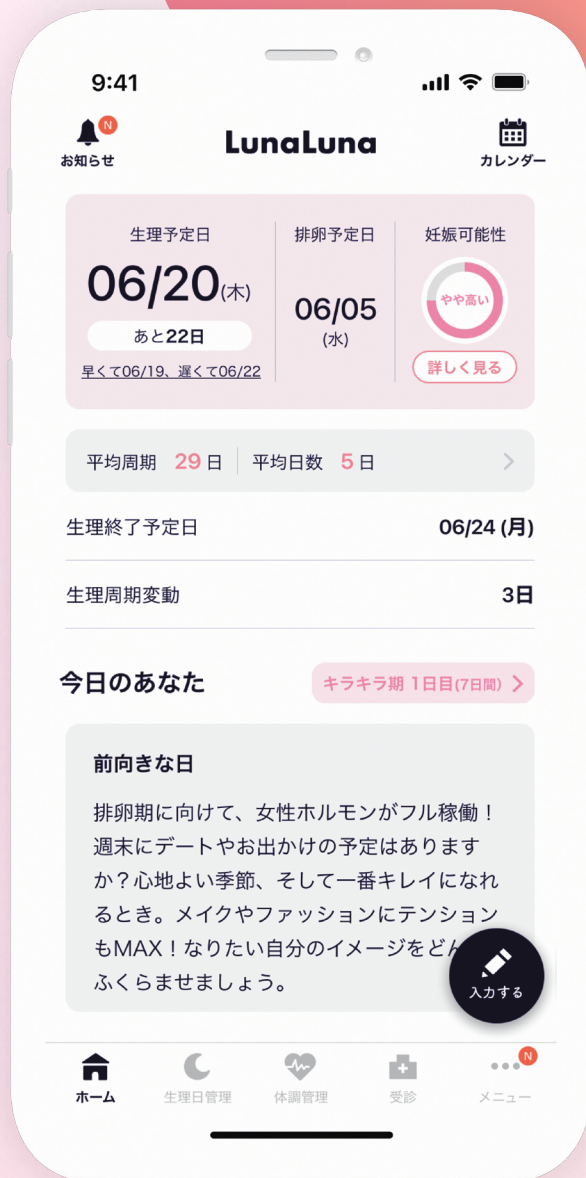 9:41
N
お知らせ
LunaLuna
カレンダー
生理予定日
06/20(木)
あと22日
早くて06/19、遅くて06/22
排卵予定日
06/05
(水)
妊娠可能性
やや高い
詳しく見る
平均周期 29日 平均日数 5日
生理終了予定日 06/24 (月)
生理周期変動 3日
今日のあなた
キラキラ期 1日目(7日間)
前向きな日
排卵期に向けて、女性ホルモンがフル稼働！
週末にデートやお出かけの予定はあります
か？心地よい季節、そして一番キレイになれ
るとき。メイクやファッションにテンション
もMAX！なりたい自分のイメージをどん
ふくらませましょう。
入力する
ホーム
生理日管理
体調管理
受診
N
メニュー